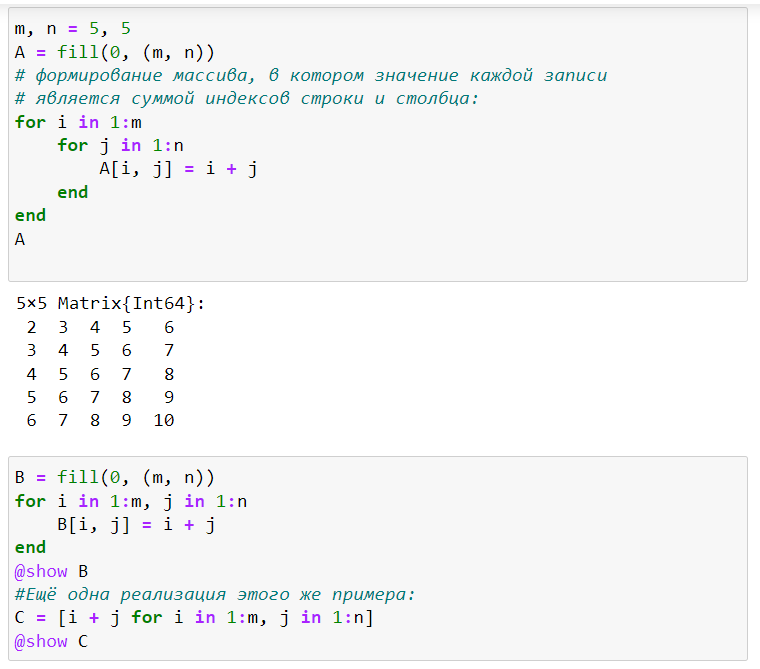 m, n = 5, 5
A = fill(0, (m, n))
# формирование массива, в котором значение каждой записи
# является суммой индексов строки и столбца:
for i in 1:m
    for j in 1:n
        A[i, j] = i + j
    end
end
A
5×5 Matrix{Int64}:
 2  3  4  5   6
 3  4  5  6   7
 4  5  6  7   8
 5  6  7  8   9
 6  7  8  9  10
B = fill(0, (m, n))
for i in 1:m, j in 1:n
    B[i, j] = i + j
end
@show B
#Ещё одна реализация этого же примера:
C = [i + j for i in 1:m, j in 1:n]
@show C